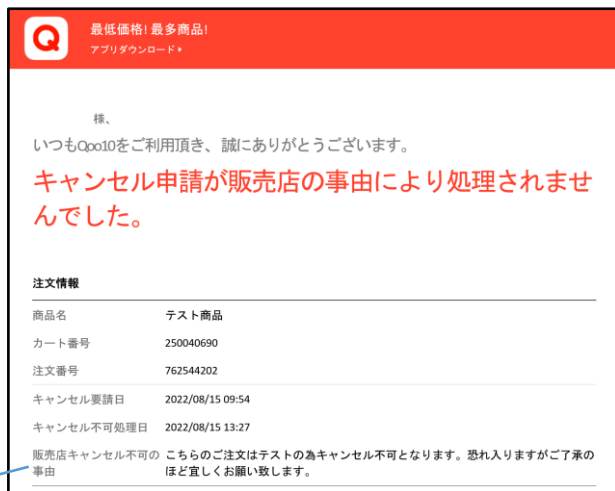 Q
最低価格! 最多商品!
アプリダウンロード▶
様、
いつもQoo10をご利用頂き、誠にありがとうございます。
キャンセル申請が販売店の事由により処理されませ
んでした。
注文情報
商品名 テスト商品
カート番号 250040690
注文番号 762544202
キャンセル要請日 2022/08/15 09:54
キャンセル不可処理日 2022/08/15 13:27
販売店キャンセル不可の こちらのご注文はテストの為キャンセル不可となります。恐れ入りますがご了承の
事由 ほど宜しくお願い致します。